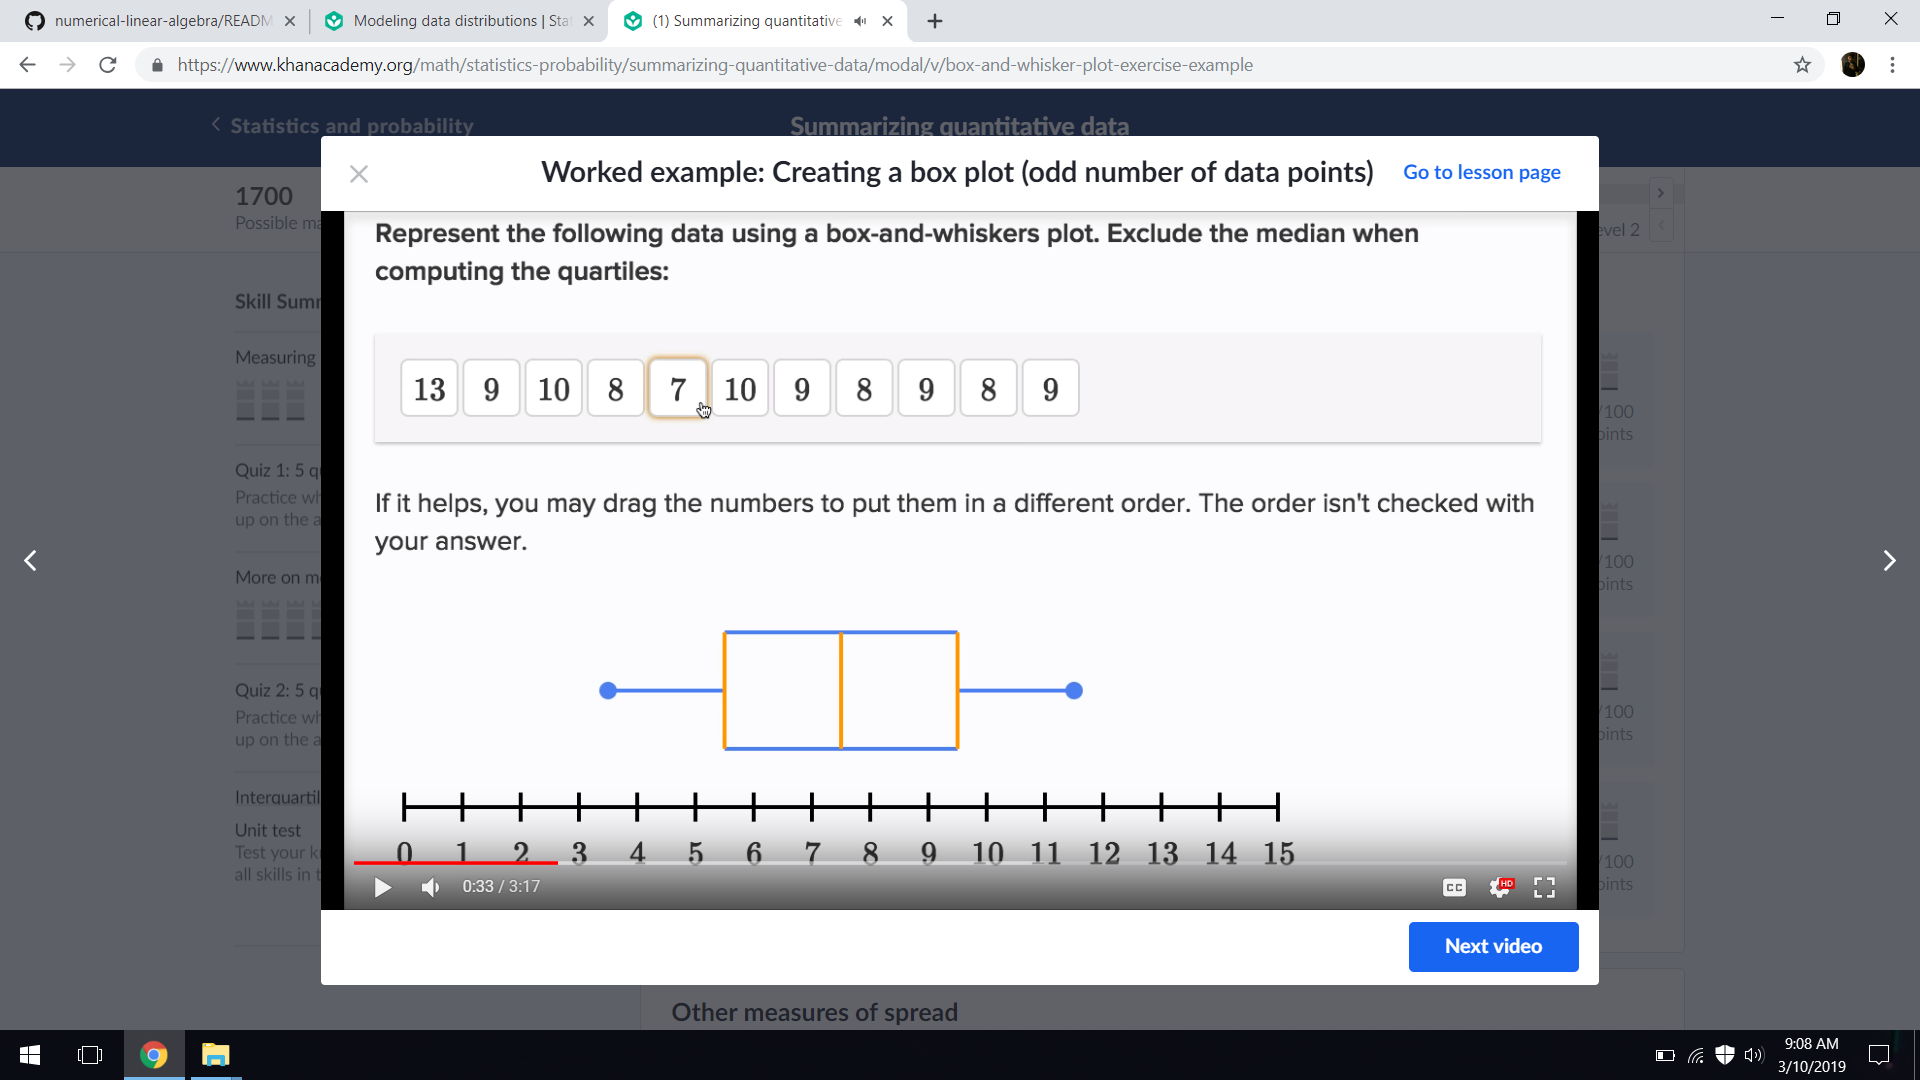 numerical-linear-algebra/READM
Modeling data distributions | Sta
(1) Summarizing quantitative
https://www.khanacademy.org/math/statistics-probability/summarizing-quantitative-data/modal/v/box-and-whisker-plot-exercise-example
Statistics and probability
Summarizing quantitative data
Worked example: Creating a box plot (odd number of data points)
Go to lesson page
1700
Possible ma
evel 2
Skill Summ
Measuring
Quiz 1: 5 qu
Practice wh
up on the a
More on me
Quiz 2: 5 qu
Practice wh
up on the a
Interquartil
Unit test
Test your kn
all skills in t
Represent the following data using a box-and-whiskers plot. Exclude the median when
computing the quartiles:
13 9 10 8 7 10 9 8 9 8 9
If it helps, you may drag the numbers to put them in a different order. The order isn't checked with
your answer.
0 1 2 3 4 5 6 7 8 9 10 11 12 13 14 15
0:33 / 3:17
CC
HD
/100
oints
/100
oints
/100
oints
/100
oints
Next video
Other measures of spread
9:08 AM
3/10/2019